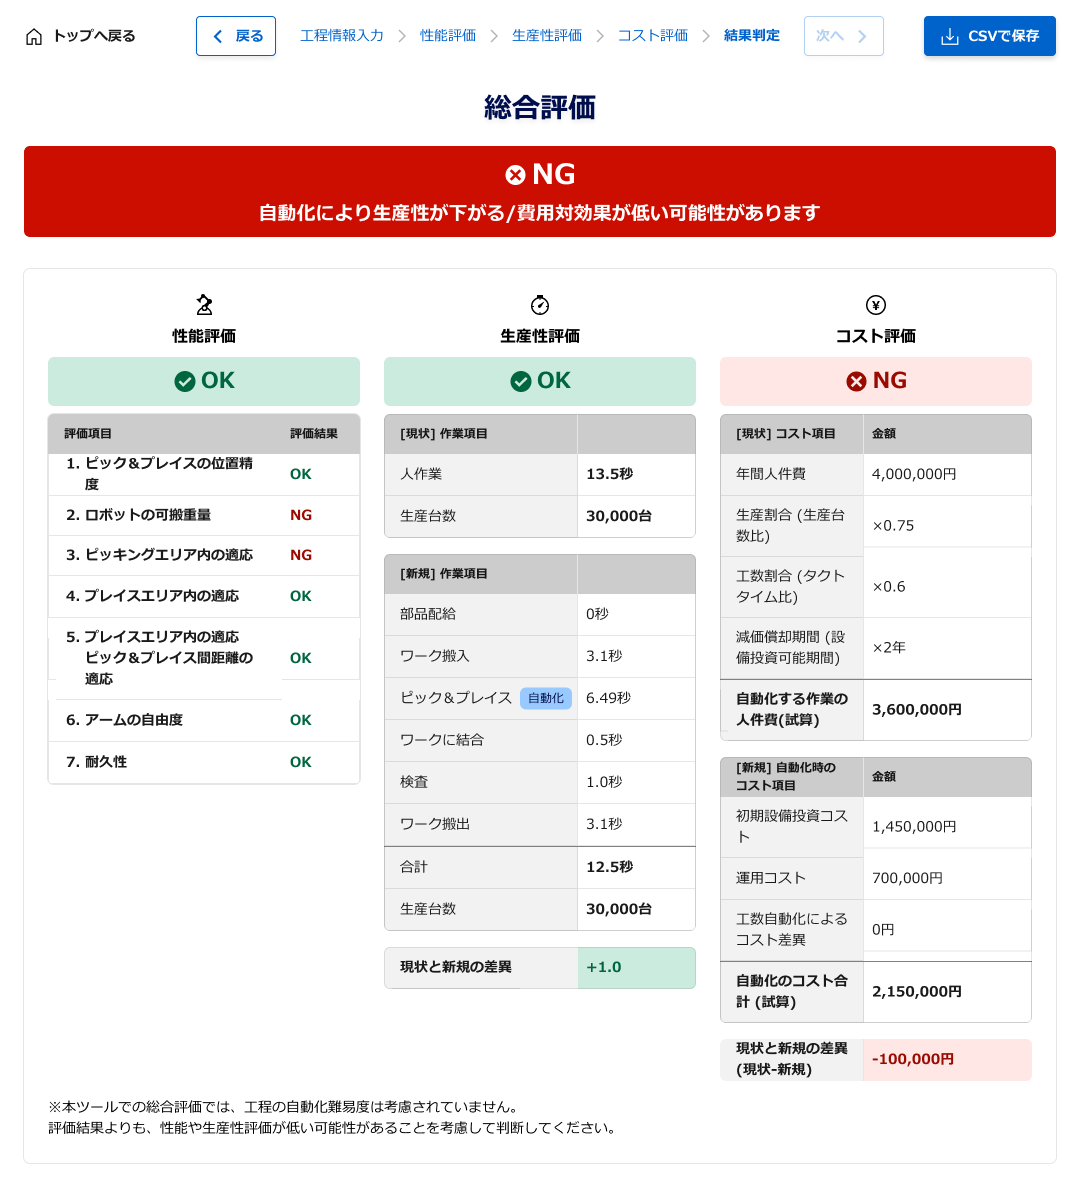 トップへ戻る
戻る
工程情報入力
性能評価
生産性評価
コスト評価
結果判定
次へ
CSVで保存
総合評価
NG
自動化により生産性が下がる/費用対効果が低い可能性があります
性能評価
OK
評価項目 評価結果
1. ピック&プレイスの位置精
度
OK
2. ロボットの可搬重量 NG
3. ピッキングエリア内の適応 NG
4. プレイスエリア内の適応 OK
5. プレイスエリア内の適応
ピック&プレイス間距離の
適応
OK
6. アームの自由度 OK
7. 耐久性 OK
生産性評価
OK
[現状] 作業項目
人作業 13.5秒
生産台数 30,000台
[新規] 作業項目
部品配給 0秒
ワーク搬入 3.1秒
ピック&プレイス 自動化 6.49秒
ワークに結合 0.5秒
検査 1.0秒
ワーク搬出 3.1秒
合計 12.5秒
生産台数 30,000台
現状と新規の差異 +1.0
コスト評価
NG
[現状] コスト項目 金額
年間人件費 4,000,000円
生産割合 (生産台
数比)
×0.75
工数割合 (タクト
タイム比)
×0.6
減価償却期間 (設
備投資可能期間)
×2年
自動化する作業の
人件費(試算)
3,600,000円
[新規] 自動化時の
コスト項目
金額
初期設備投資コス
ト
1,450,000円
運用コスト 700,000円
工数自動化による
コスト差異
0円
自動化のコスト合
計 (試算)
2,150,000円
現状と新規の差異
(現状-新規)
-100,000円
※本ツールでの総合評価では、工程の自動化難易度は考慮されていません。
評価結果よりも、性能や生産性評価が低い可能性があることを考慮して判断してください。